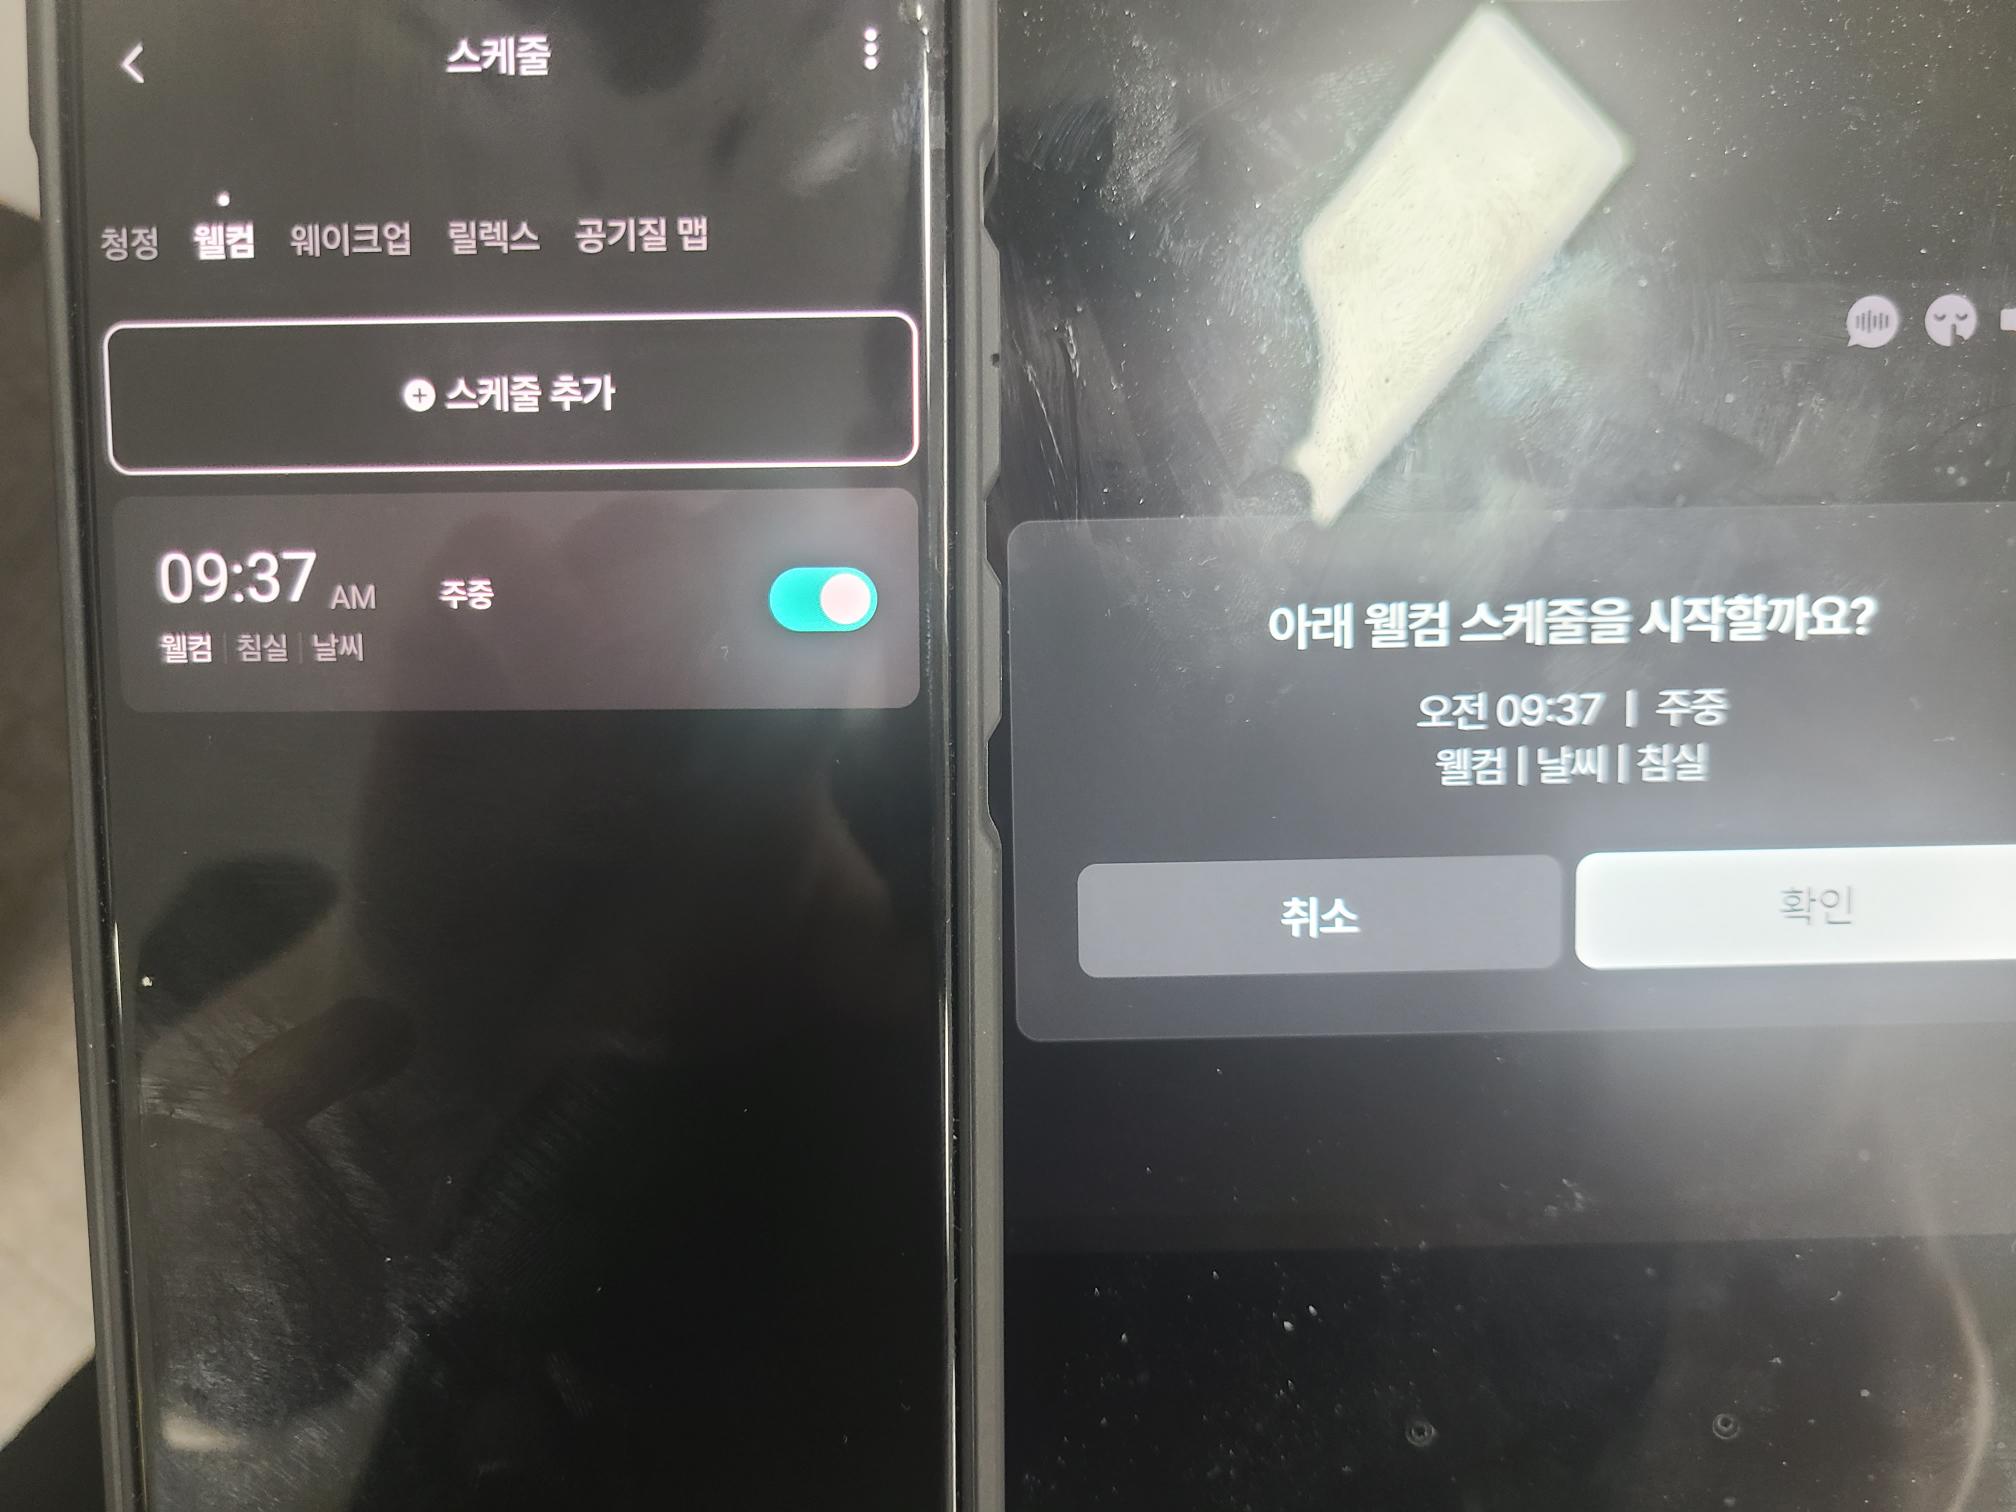 스케줄
청정 웰컴 웨이크업 릴렉스 공기질 맵
스케줄 추가
09:37 AM 주중
웰컴 | 침실 | 날씨
아래 웰컴 스케줄을 시작할까요?
오전 09:37 | 주중
웰컴 | 날씨 | 침실
취소 확인